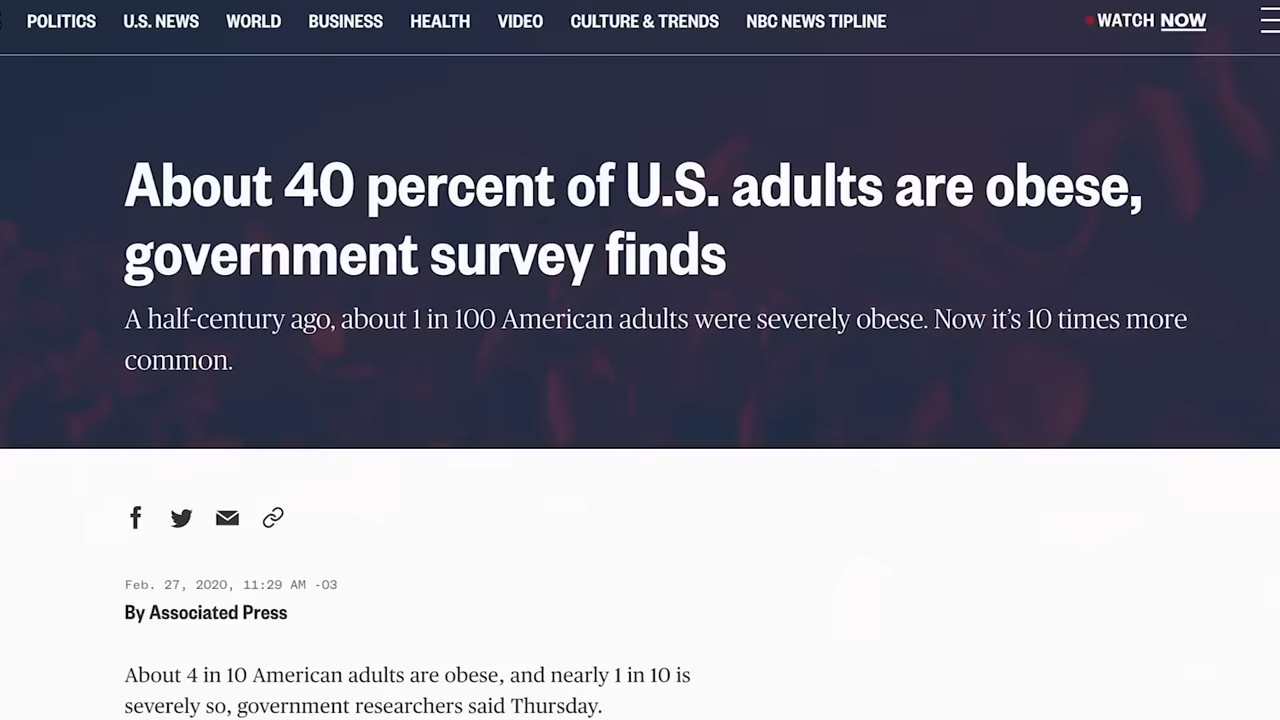 POLITICS U.S. NEWS WORLD BUSINESS HEALTH VIDEO CULTURE & TRENDS NBC NEWS TIPLINE WATCH NOW
About 40 percent of U.S. adults are obese,
government survey finds
A half-century ago, about 1 in 100 American adults were severely obese. Now it’s 10 times more
common.
Feb. 27, 2020, 11:29 AM -03
By Associated Press
About 4 in 10 American adults are obese, and nearly 1 in 10 is
severely so, government researchers said Thursday.